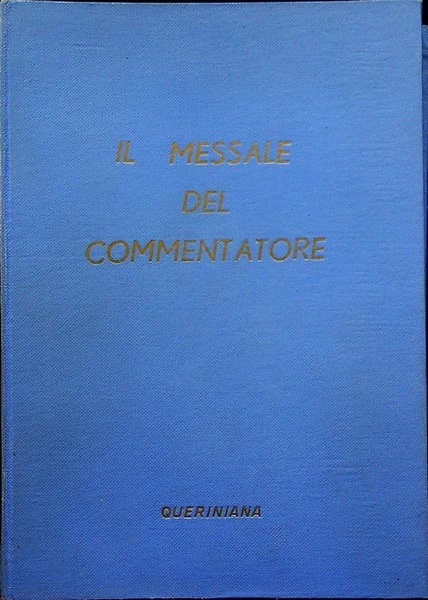 IL MESSALE
DEL
COMMENTATORE
QUERINIANA